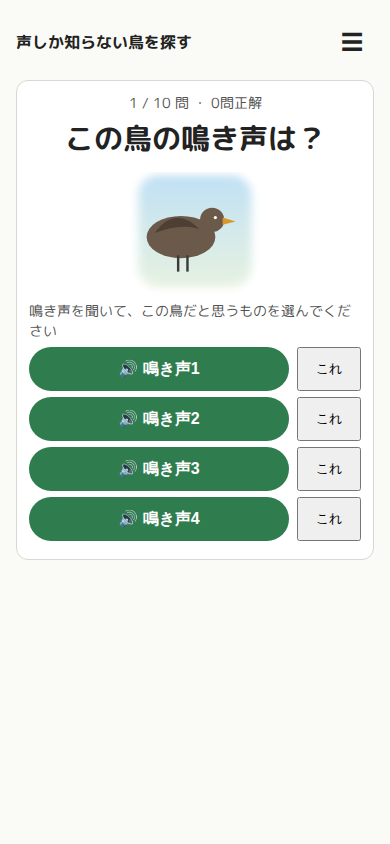 声しか知らない鳥を探す
1 / 10 問 · 0問正解
この鳥の鳴き声は？
鳴き声を聞いて、この鳥だと思うものを選んでくだ
さい
🔊 鳴き声1 これ
🔊 鳴き声2 これ
🔊 鳴き声3 これ
🔊 鳴き声4 これ